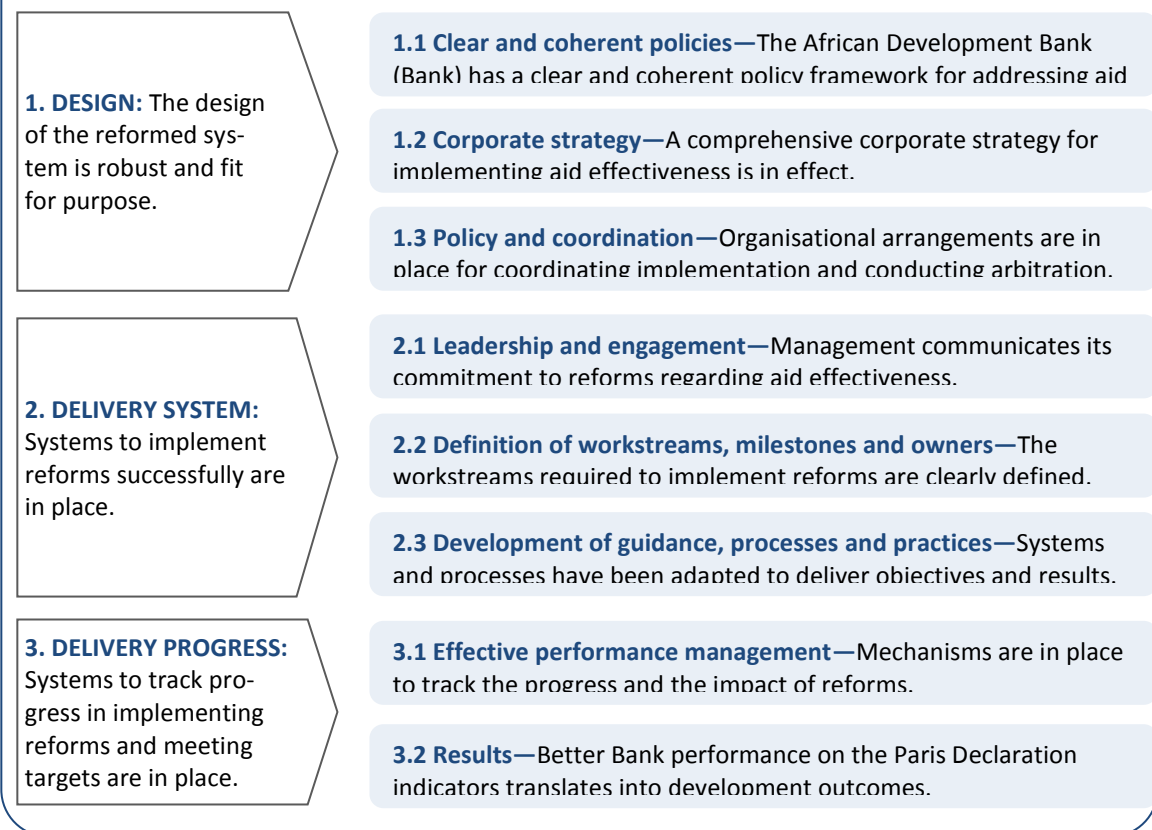 1. DESIGN: The design
of the reformed sys-
tem is robust and fit
for purpose.
1.1 Clear and coherent policies—The African Development Bank
(Bank) has a clear and coherent policy framework for addressing aid
1.2 Corporate strategy—A comprehensive corporate strategy for
implementing aid effectiveness is in effect.
1.3 Policy and coordination—Organisational arrangements are in
place for coordinating implementation and conducting arbitration.
2. DELIVERY SYSTEM:
Systems to implement
reforms successfully are
in place.
2.1 Leadership and engagement—Management communicates its
commitment to reforms regarding aid effectiveness.
2.2 Definition of workstreams, milestones and owners—The
workstreams required to implement reforms are clearly defined.
2.3 Development of guidance, processes and practices—Systems
and processes have been adapted to deliver objectives and results.
3. DELIVERY PROGRESS:
Systems to track pro-
gress in implementing
reforms and meeting
targets are in place.
3.1 Effective performance management—Mechanisms are in place
to track the progress and the impact of reforms.
3.2 Results—Better Bank performance on the Paris Declaration
indicators translates into development outcomes.